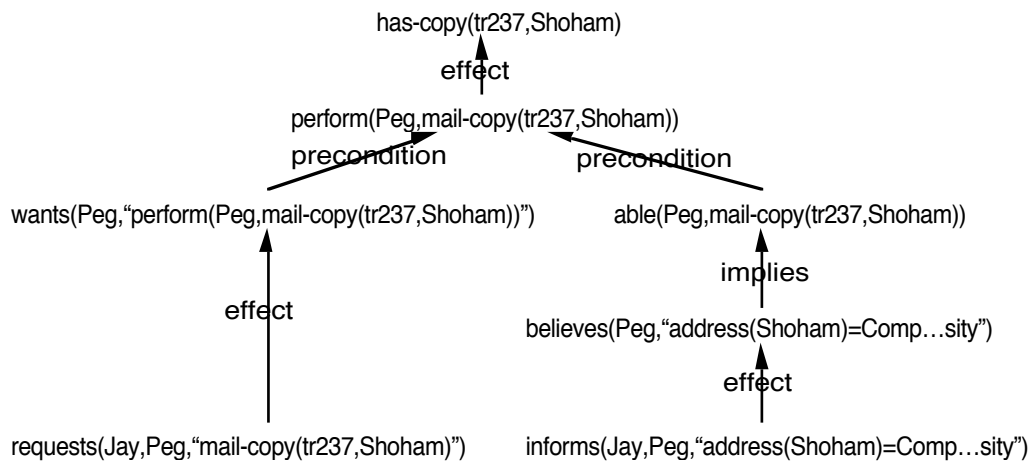 has-copy(tr237,Shoham)
effect
perform(Peg,mail-copy(tr237,Shoham))
precondition
precondition
wants(Peg,“perform(Peg,mail-copy(tr237,Shoham))”)
able(Peg,mail-copy(tr237,Shoham))
implies
effect
believes(Peg,“address(Shoham)=Comp…sity”)
effect
requests(Jay,Peg,“mail-copy(tr237,Shoham)”)
informs(Jay,Peg,“address(Shoham)=Comp…sity”)